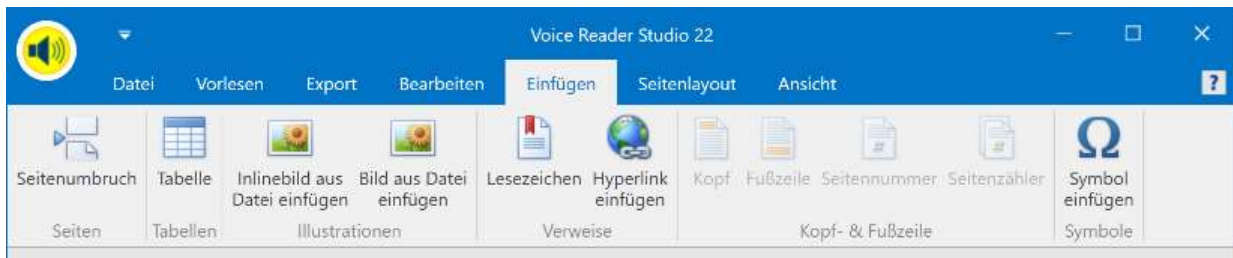 Voice Reader Studio 22
Datei Vorlesen Export Bearbeiten Einfügen Seitenlayout Ansicht ?
Seitenumbruch Tabelle Inlinebild aus Bild aus Datei Lesezeichen Hyperlink Kopf Fußzeile Seitennummer Seitenzähler Symbol
Datei einfügen einfügen einfügen einfügen
Seiten Tabellen Illustrationen Verweise Kopf- & Fußzeile Symbole